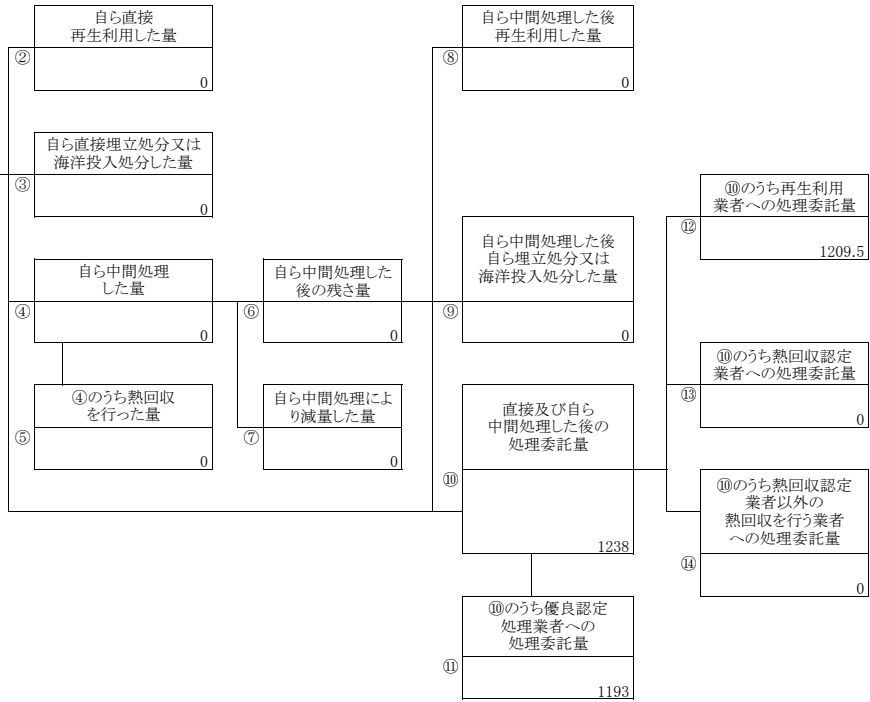 自ら直接
再生利用した量
②
0
自ら直接埋立処分又は
海洋投入処分した量
③
0
自ら中間処理
した量
④
0
④のうち熱回収
を行った量
⑤
0
自ら中間処理した
後の残さ量
⑥
0
自ら中間処理によ
り減量した量
⑦
0
自ら中間処理した後
再生利用した量
⑧
0
自ら中間処理した後
自ら埋立処分又は
海洋投入処分した量
⑨
0
直接及び自ら
中間処理した後の
処理委託量
⑩
1238
⑩のうち優良認定
処理業者への
処理委託量
⑪
1193
⑩のうち再生利用
業者への処理委託量
⑫
1209.5
⑩のうち熱回収認定
業者への処理委託量
⑬
0
⑩のうち熱回収認定
業者以外の
熱回収を行う業者
への処理委託量
⑭
0